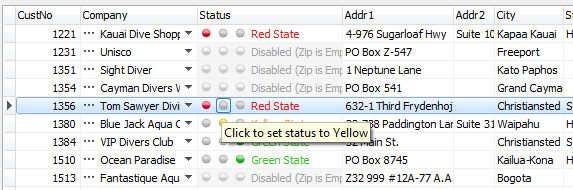 CustNo Company Status Addr1 Addr2 City
1221 ··· Kauai Dive Shopp Red State 4-976 Sugarloaf Hwy Suite 10 Kapaa Kauai
1231 ··· Unisco Disabled (Zip is Emp PO Box Z-547 Freeport
1351 ··· Sight Diver Disabled (Zip is Emp 1 Neptune Lane Kato Paphos
1354 ··· Cayman Divers W Disabled (Zip is Emp PO Box 541 Grand Cayma
1356 ··· Tom Sawyer Divi Red State 632-1 Third Frydenhoj Christiansted
1380 ··· Blue Jack Aqua C Paddington Lan Suite 31 Waipahu
Click to set status to Yellow
1384 ··· VIP Divers Club Green State 32 Main St. Christiansted
1510 ··· Ocean Paradise Green State PO Box 8745 Kailua-Kona
1513 ··· Fantastique Aqua Disabled (Zip is Emp Z32 999 #12A-77 A.A Bogota